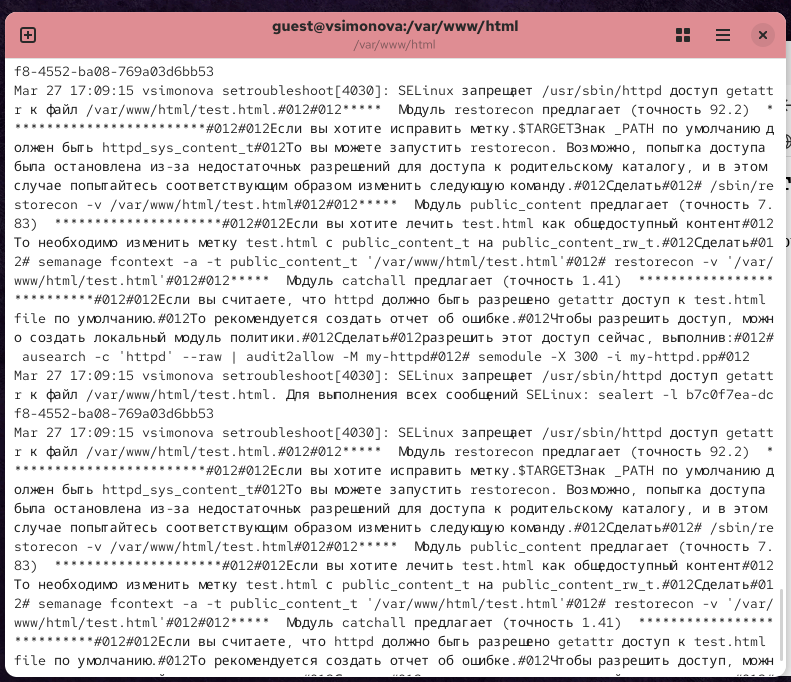 guest@vsimonova:/var/www/html
/var/www/html
f8-4552-ba08-769a03d6bb53
Mar 27 17:09:15 vsimonova setroubleshoot[4030]: SELinux запрещает /usr/sbin/httpd доступ getatt
r к файл /var/www/html/test.html.#012#012***** Модуль restorecon предлагает (точность 92.2) *
************************#012#012Если вы хотите исправить метку.$TARGETЗнак _PATH по умолчанию д
олжен быть httpd_sys_content_t#012То вы можете запустить restorecon. Возможно, попытка доступа
была остановлена из-за недостаточных разрешений для доступа к родительскому каталогу, и в этом
случае попытайтесь соответствующим образом изменить следующую команду.#012Сделать#012# /sbin/re
storecon -v /var/www/html/test.html#012#012***** Модуль public_content предлагает (точность 7.
83) *********************#012#012Если вы хотите лечить test.html как общедоступный контент#012
То необходимо изменить метку test.html с public_content_t на public_content_rw_t.#012Сделать#01
2# semanage fcontext -a -t public_content_t '/var/www/html/test.html'#012# restorecon -v '/var/
www/html/test.html'#012#012***** Модуль catchall предлагает (точность 1.41) *****************
**********#012#012Если вы считаете, что httpd должно быть разрешено getattr доступ к test.html
file по умолчанию.#012То рекомендуется создать отчет об ошибке.#012Чтобы разрешить доступ, можн
о создать локальный модуль политики.#012Сделать#012разрешить этот доступ сейчас, выполнив:#012#
ausearch -c 'httpd' --raw | audit2allow -M my-httpd#012# semodule -X 300 -i my-httpd.pp#012
Mar 27 17:09:15 vsimonova setroubleshoot[4030]: SELinux запрещает /usr/sbin/httpd доступ getatt
r к файл /var/www/html/test.html. Для выполнения всех сообщений SELinux: sealert -l b7c0f7ea-dc
f8-4552-ba08-769a03d6bb53
Mar 27 17:09:15 vsimonova setroubleshoot[4030]: SELinux запрещает /usr/sbin/httpd доступ getatt
r к файл /var/www/html/test.html.#012#012***** Модуль restorecon предлагает (точность 92.2) *
************************#012#012Если вы хотите исправить метку.$TARGETЗнак _PATH по умолчанию д
олжен быть httpd_sys_content_t#012То вы можете запустить restorecon. Возможно, попытка доступа
была остановлена из-за недостаточных разрешений для доступа к родительскому каталогу, и в этом
случае попытайтесь соответствующим образом изменить следующую команду.#012Сделать#012# /sbin/re
storecon -v /var/www/html/test.html#012#012***** Модуль public_content предлагает (точность 7.
83) *********************#012#012Если вы хотите лечить test.html как общедоступный контент#012
То необходимо изменить метку test.html с public_content_t на public_content_rw_t.#012Сделать#01
2# semanage fcontext -a -t public_content_t '/var/www/html/test.html'#012# restorecon -v '/var/
www/html/test.html'#012#012***** Модуль catchall предлагает (точность 1.41) *****************
**********#012#012Если вы считаете, что httpd должно быть разрешено getattr доступ к test.html
file по умолчанию.#012То рекомендуется создать отчет об ошибке.#012Чтобы разрешить доступ, можн